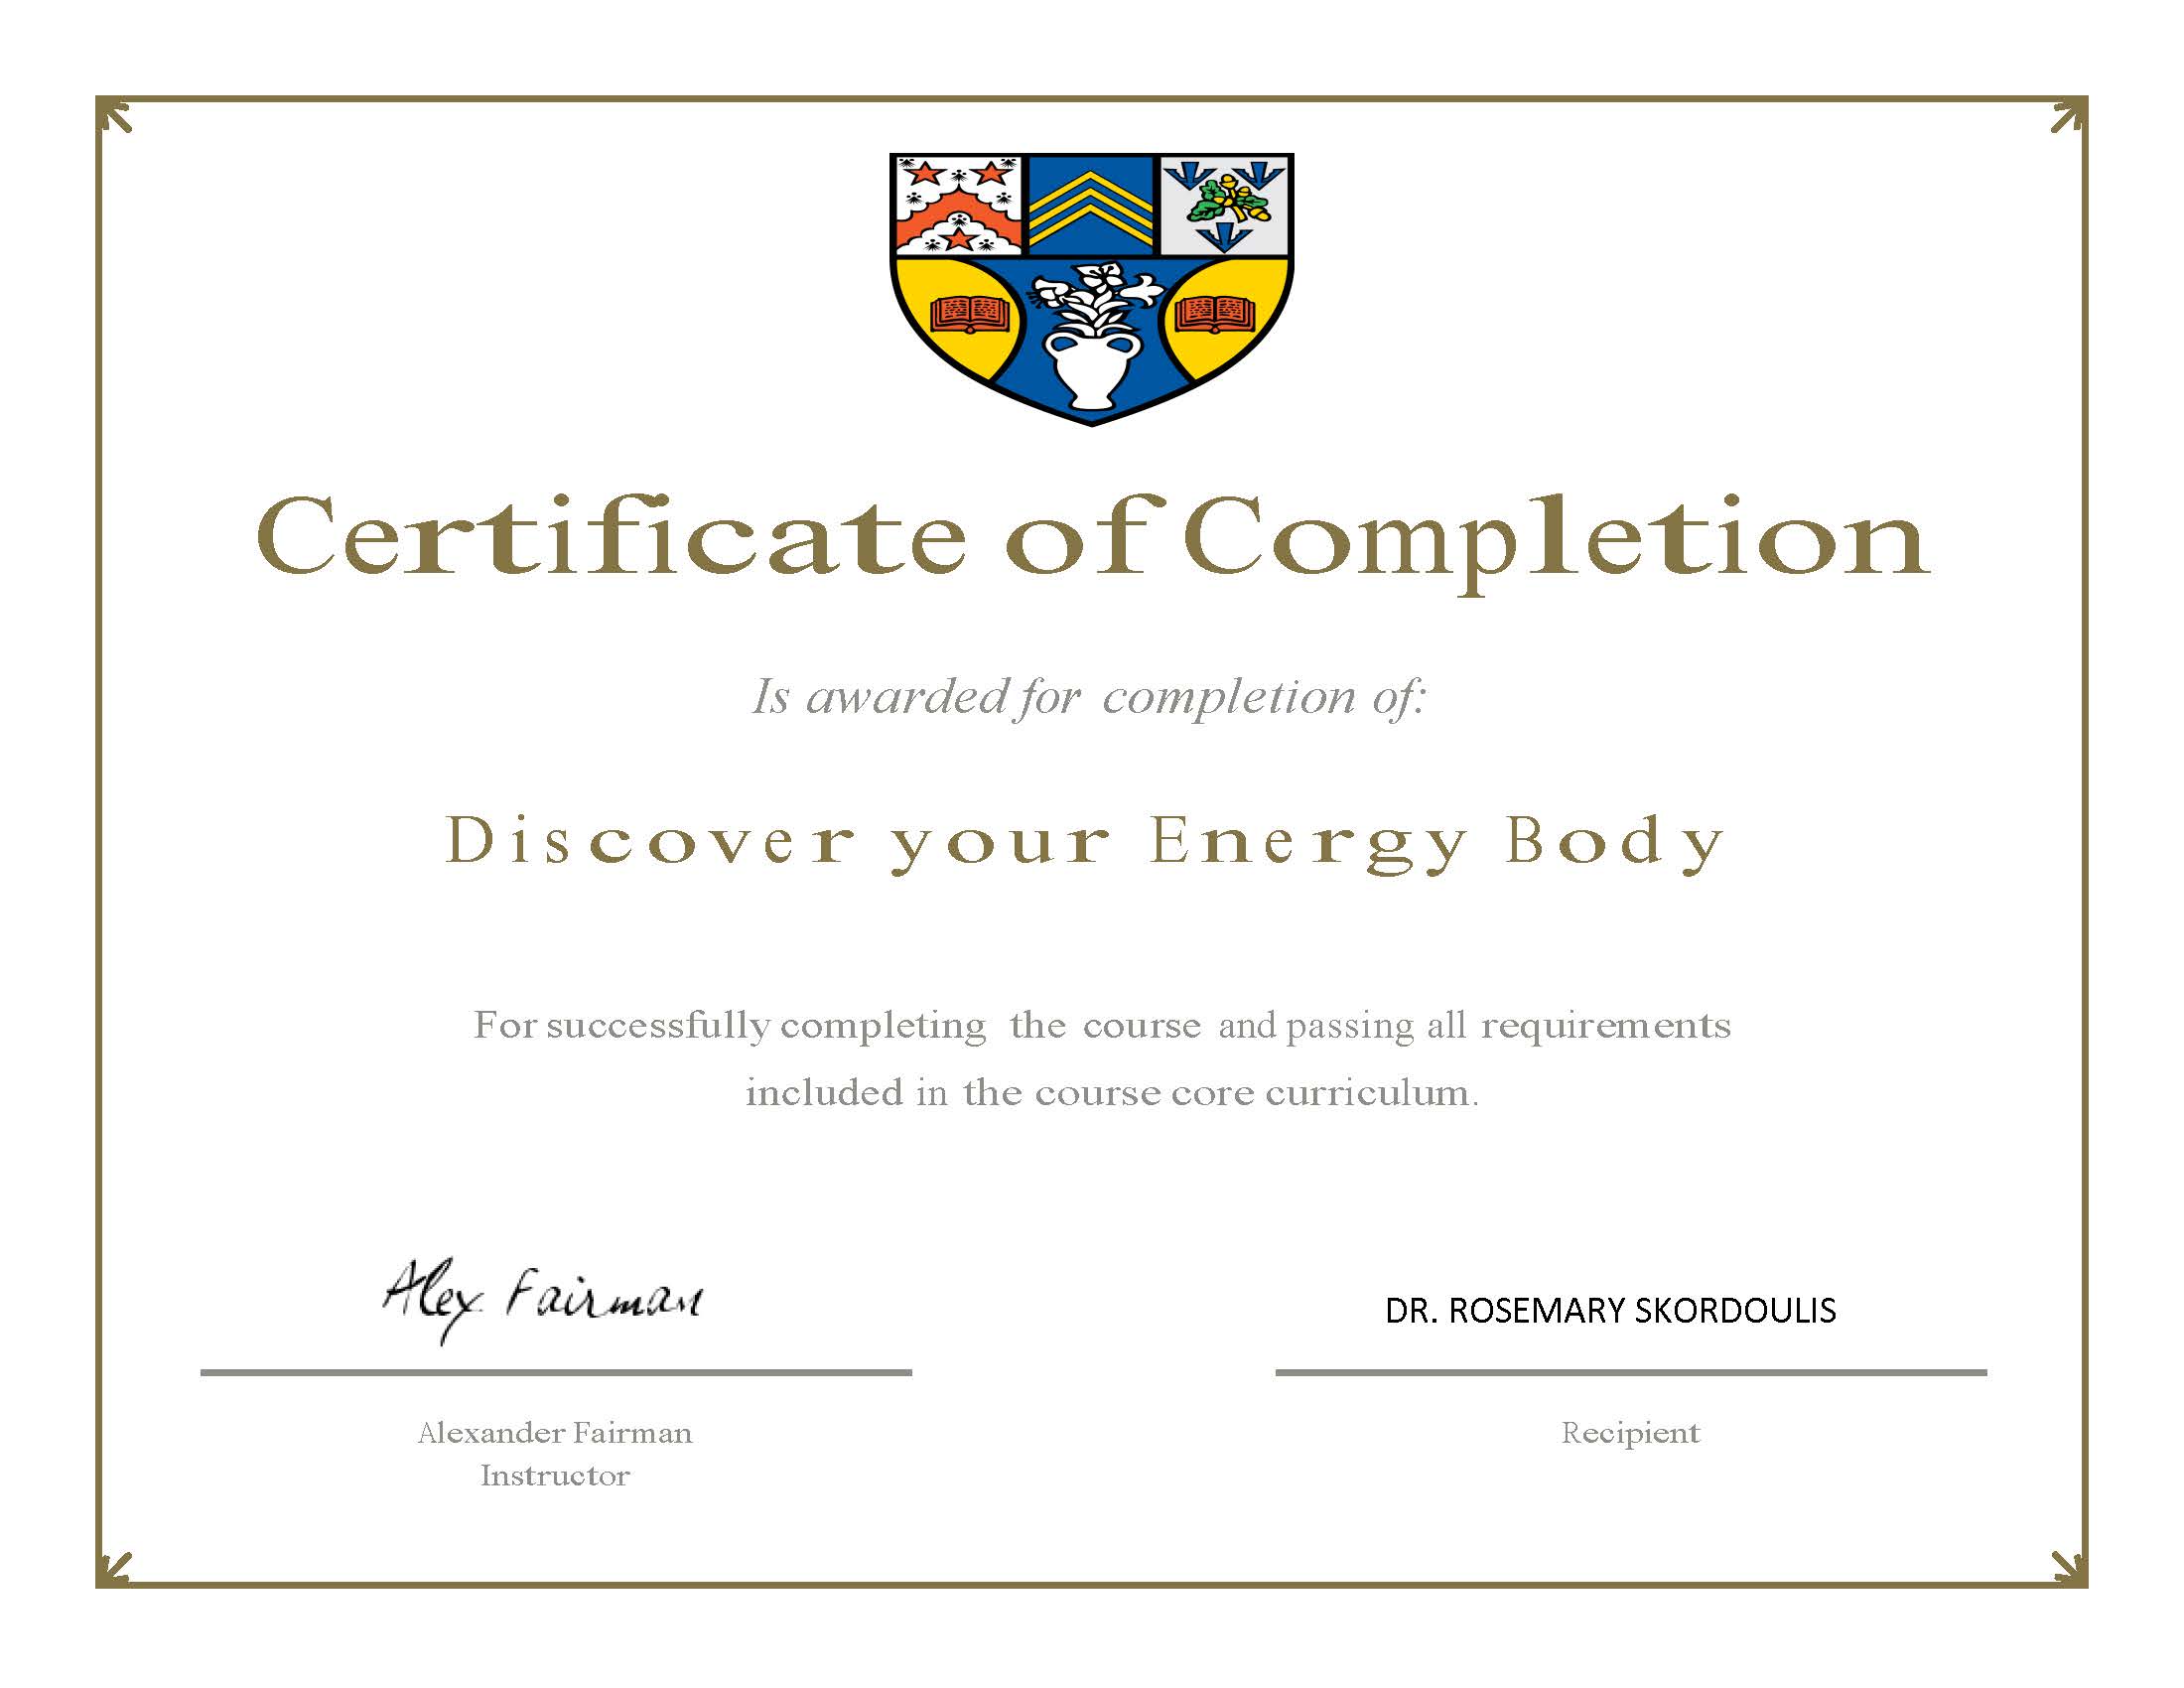 Certificate of Completion
Is awarded for completion of:
Discover your Energy Body
For successfully completing the course and passing all requirements
included in the course core curriculum.
Alex Fairman
DR. ROSEMARY SKORDOULIS
Alexander Fairman
Recipient
Instructor